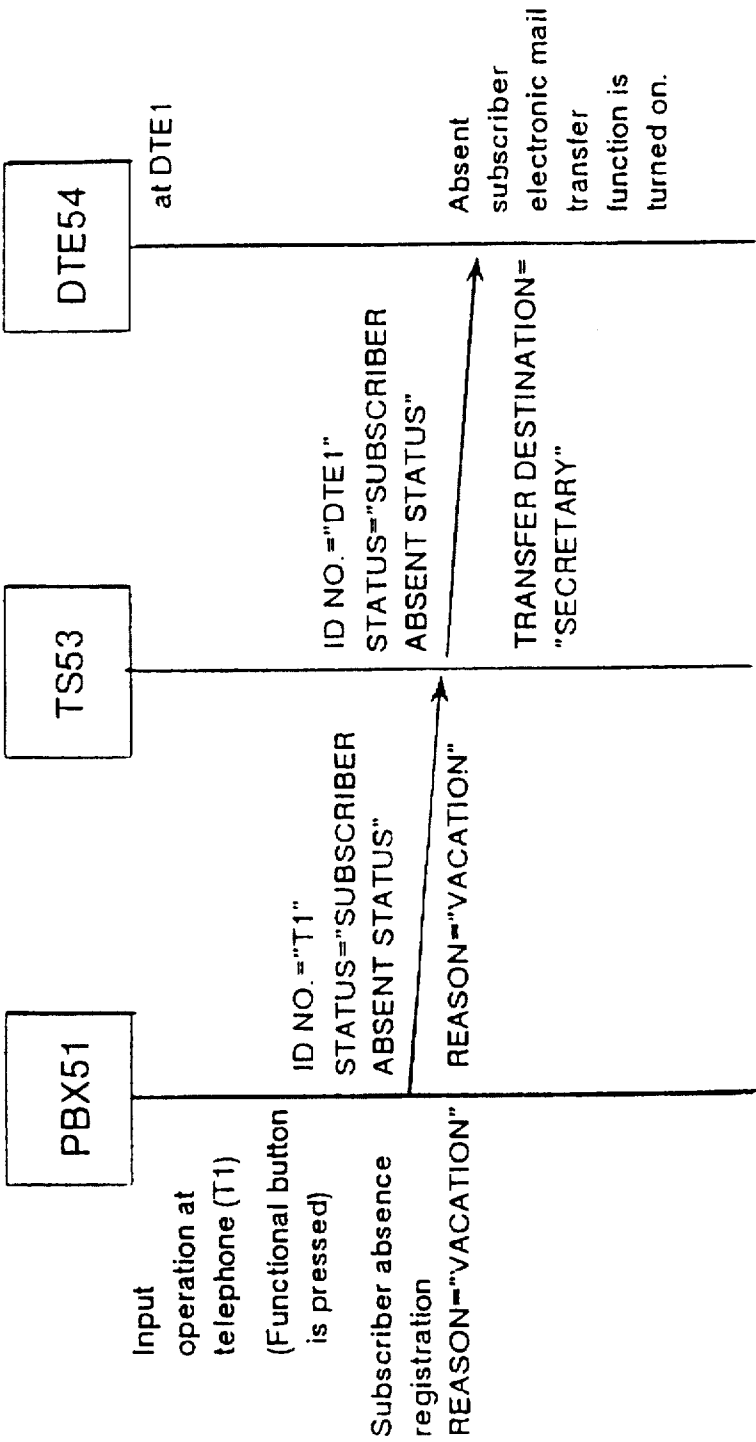 PBX51
TS53
DTE54
Input
operation at
telephone (T1)
(Functional button
is pressed)
Subscriber absence
registration
REASON="VACATION"
ID NO.="T1"
STATUS="SUBSCRIBER
ABSENT STATUS"
REASON="VACATION"
ID NO.="DTE1"
STATUS="SUBSCRIBER
ABSENT STATUS"
TRANSFER DESTINATION=
"SECRETARY"
at DTE1
Absent
subscriber
electronic mail
transfer
function is
turned on.